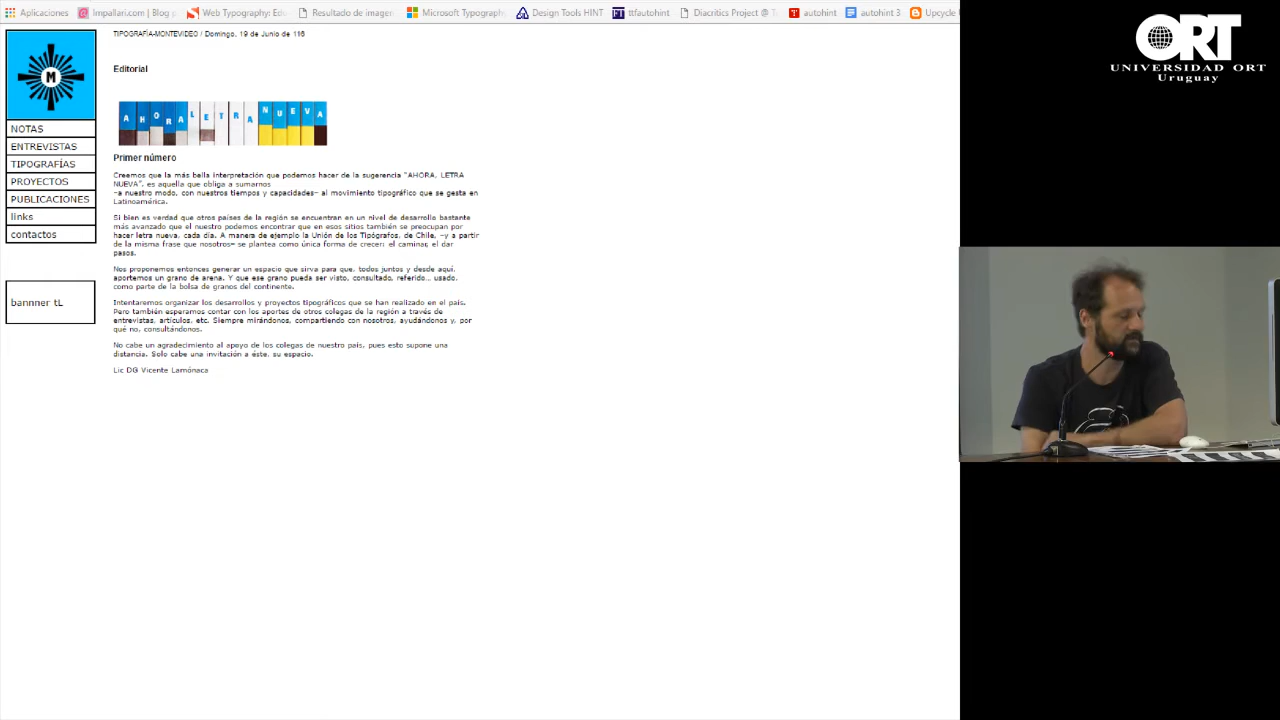 Aplicaciones
Impallari.com | Blog p
Web Typography: Edu
Resultado de imagen
Microsoft Typography
Design Tools HINT
ttfautohint
Diacritics Project @ T
autohint
autohint 3
Upcycle
ORT
UNIVERSIDAD ORT
Uruguay
TIPOGRAFÍA-MONTEVIDEO / Domingo, 19 de Junio de 116
M
NOTAS
ENTREVISTAS
TIPOGRAFÍAS
PROYECTOS
PUBLICACIONES
links
contactos
bannner tL
Editorial
AHORA LETRA NUEVA
Primer número
Creemos que la más bella interpretación que podemos hacer de la sugerencia "AHORA, LETRA
NUEVA", es aquella que obliga a sumarnos
–a nuestro modo, con nuestros tiempos y capacidades– al movimiento tipográfico que se gesta en
Latinoamérica.
Si bien es verdad que otros países de la región se encuentran en un nivel de desarrollo bastante
más avanzado que el nuestro podemos encontrar que en esos sitios también se preocupan por
hacer letra nueva, cada día. A manera de ejemplo la Unión de los Tipógrafos, de Chile, –y a partir
de la misma frase que nosotros– se plantea como única forma de crecer: el caminar, el dar
pasos.
Nos proponemos entonces generar un espacio que sirva para que, todos juntos y desde aquí,
aportemos un grano de arena. Y que ese grano pueda ser visto, consultado, referido... usado,
como parte de la bolsa de granos del continente.
Intentaremos organizar los desarrollos y proyectos tipográficos que se han realizado en el país.
Pero también esperamos contar con los aportes de otros colegas de la región a través de
entrevistas, artículos, etc. Siempre mirándonos, compartiendo con nosotros, ayudándonos y, por
qué no, consultándonos.
No cabe un agradecimiento al apoyo de los colegas de nuestro país, pues esto supone una
distancia. Solo cabe una invitación a éste, su espacio.
Lic DG Vicente Lamónaca